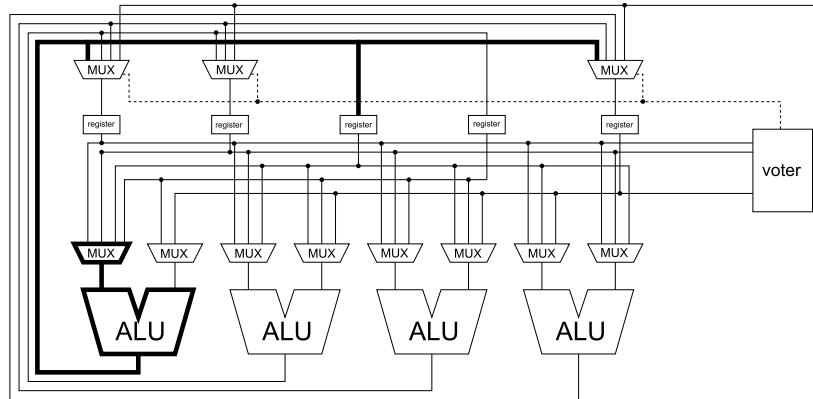 MUX MUX MUX
register register register register register
voter
MUX MUX MUX MUX MUX MUX MUX MUX
ALU ALU ALU ALU